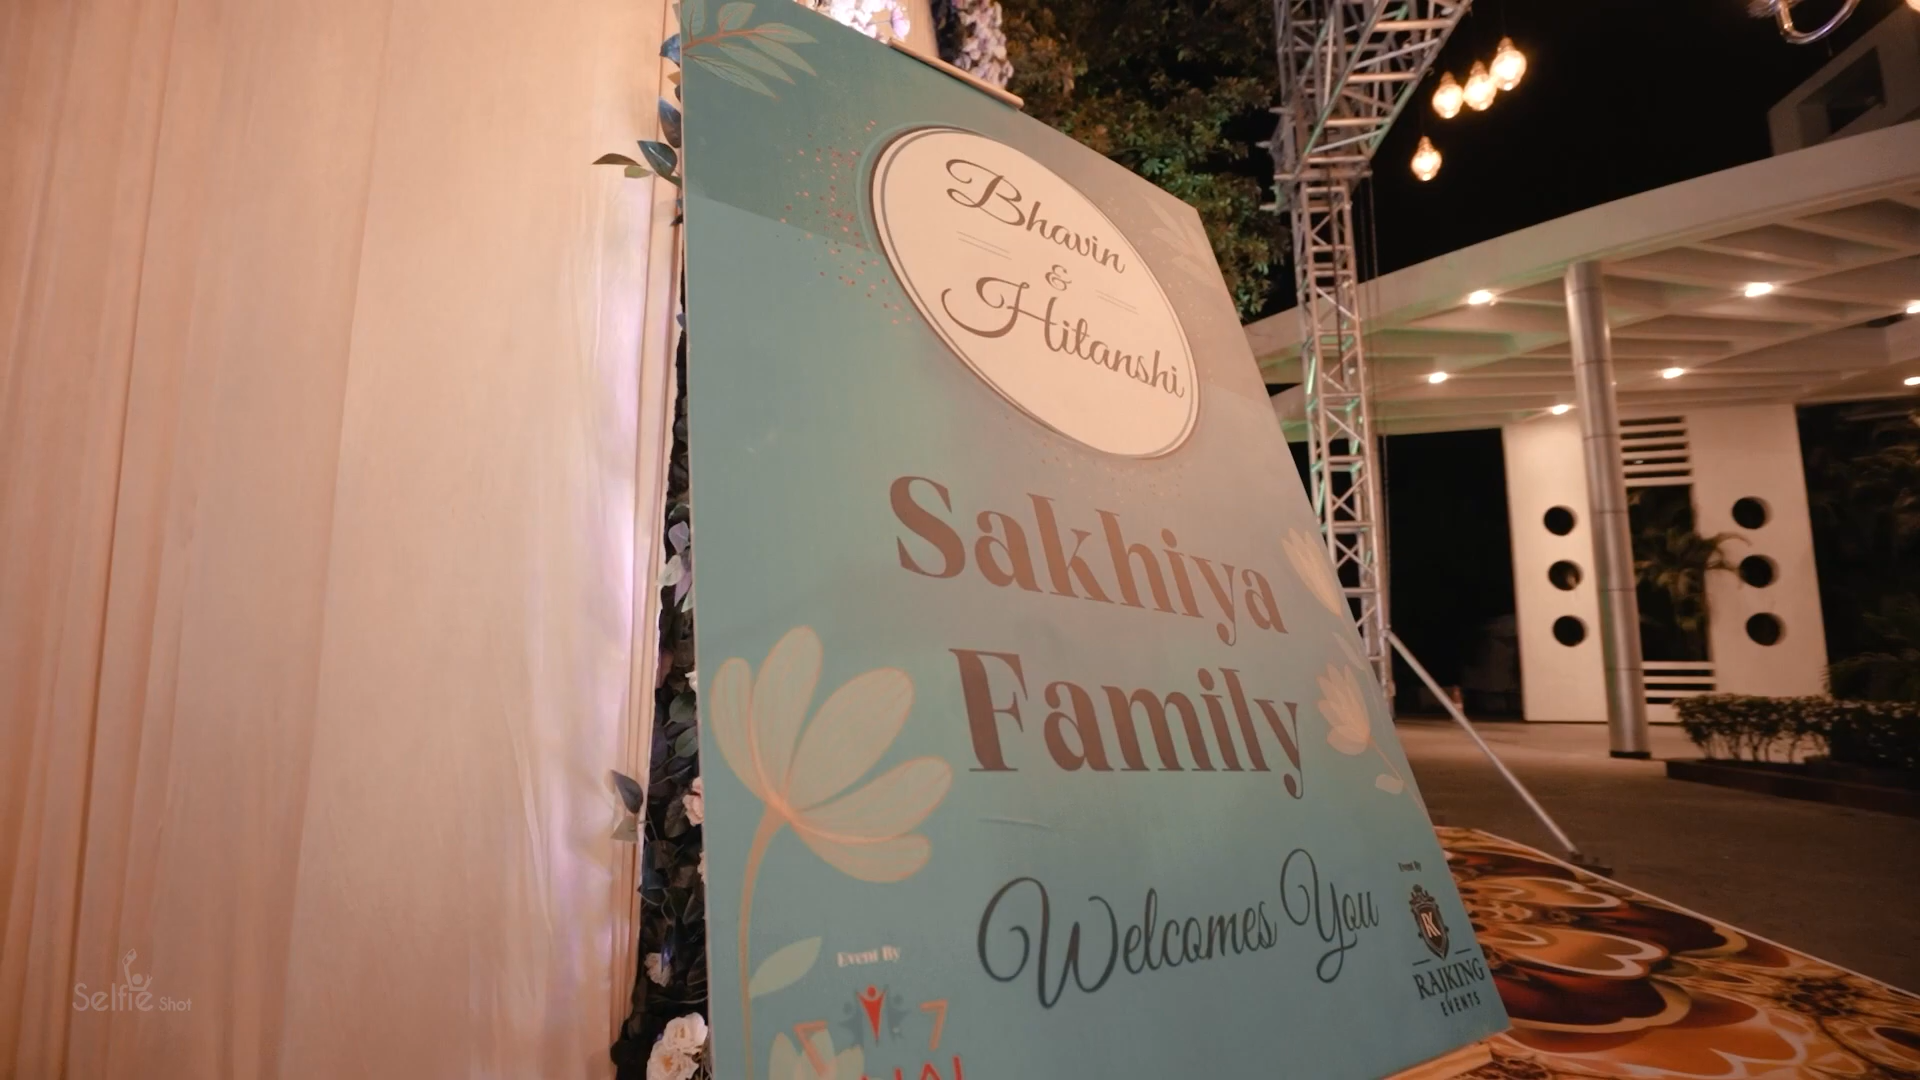 Bhavin
&
Hitanshi
Sakhiya
Family
Welcomes You
Event By
RK
RAJKING
EVENTS
Event By
Selfie Shot